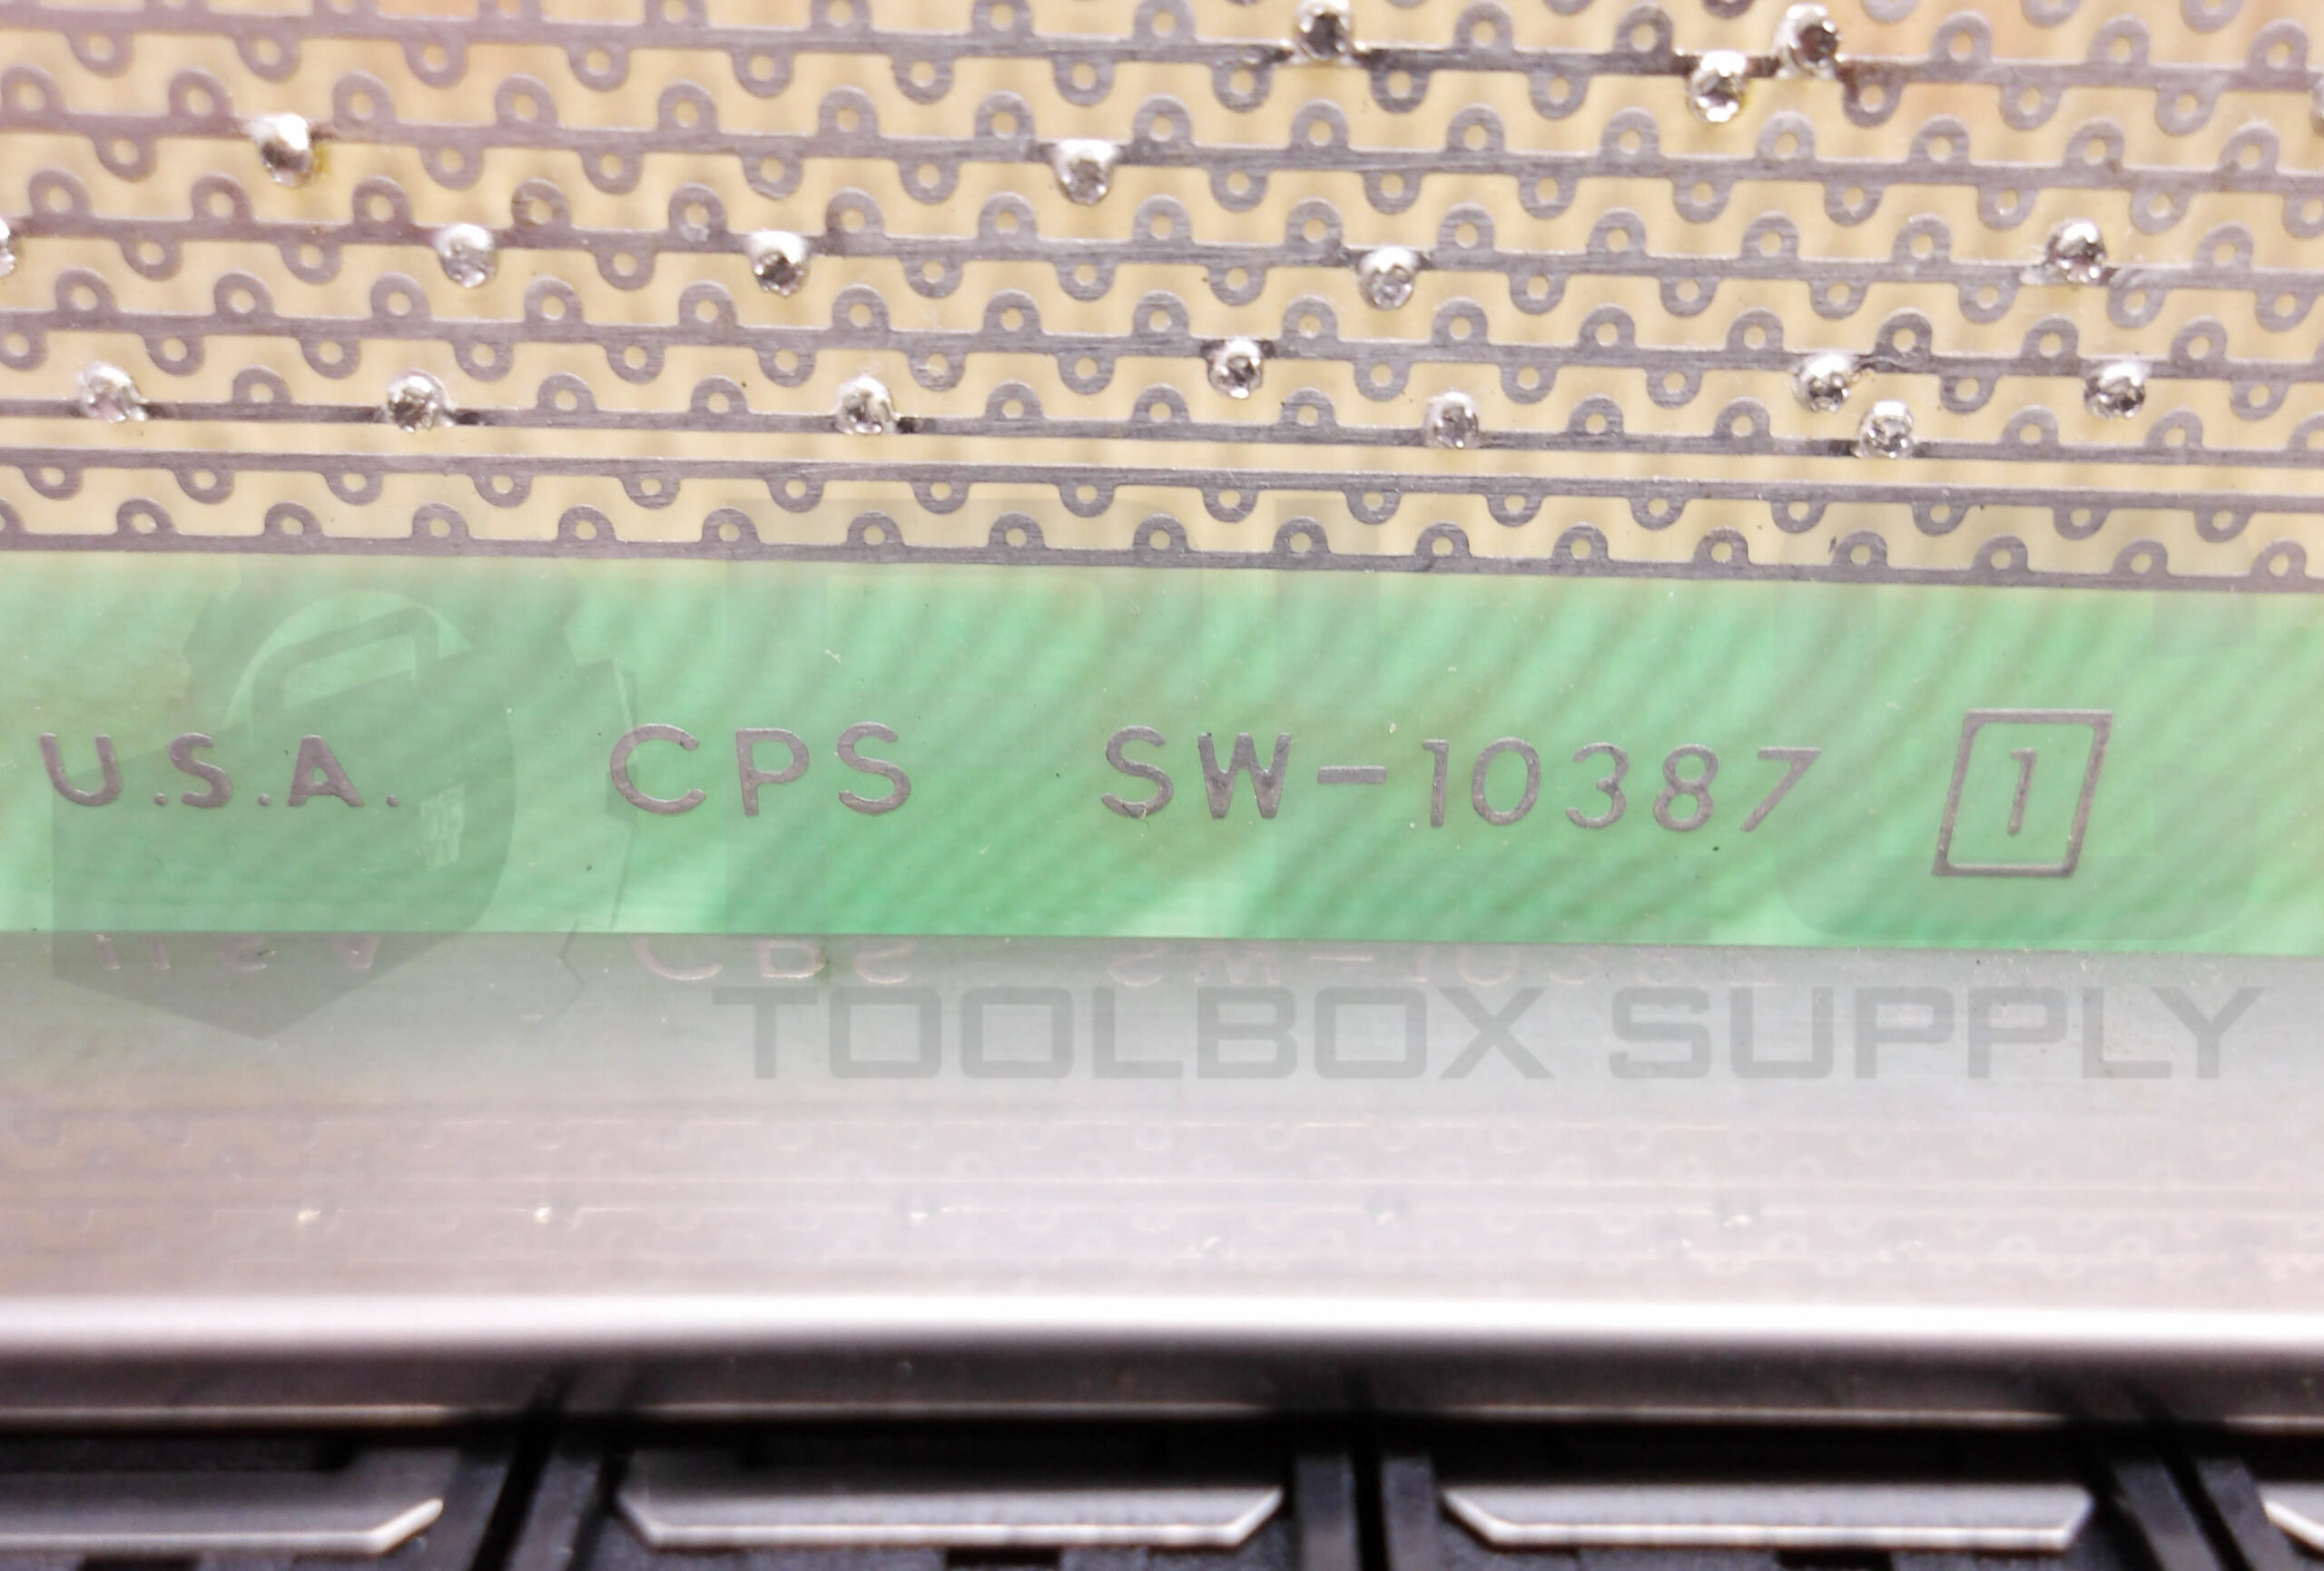 U.S.A. CPS SW-10387 1
TOOLBOX SUPPLY